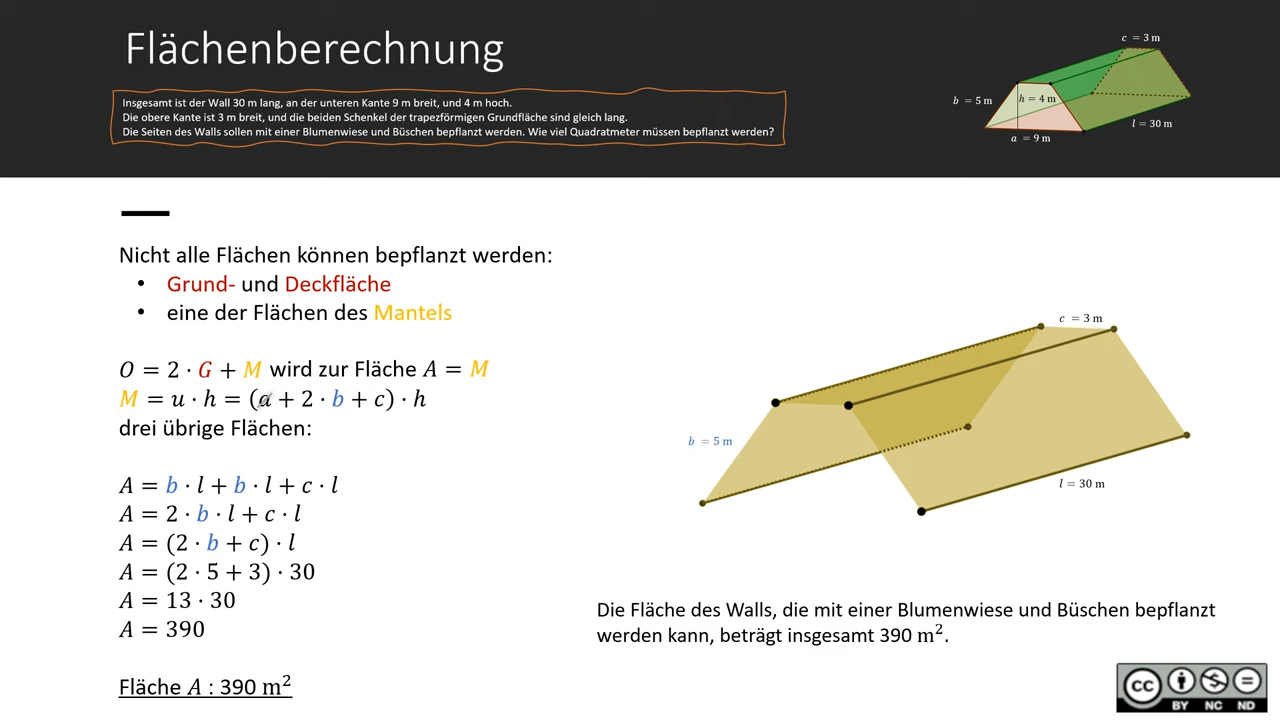 Flächenberechnung
Insgesamt ist der Wall 30 m lang, an der unteren Kante 9 m breit, und 4 m hoch.
Die obere Kante ist 3 m breit, und die beiden Schenkel der trapezförmigen Grundfläche sind gleich lang.
Die Seiten des Walls sollen mit einer Blumenwiese und Büschen bepflanzt werden. Wie viel Quadratmeter müssen bepflanzt werden?
c = 3 m
b = 5 m
h = 4 m
l = 30 m
a = 9 m
Nicht alle Flächen können bepflanzt werden:
• Grund- und Deckfläche
• eine der Flächen des Mantels
O = 2 · G + M wird zur Fläche A = M
M = u · h = (a + 2 · b + c) · h
drei übrige Flächen:
A = b · l + b · l + c · l
A = 2 · b · l + c · l
A = (2 · b + c) · l
A = (2 · 5 + 3) · 30
A = 13 · 30
A = 390
Fläche A : 390 m²
c = 3 m
b = 5 m
l = 30 m
Die Fläche des Walls, die mit einer Blumenwiese und Büschen bepflanzt
werden kann, beträgt insgesamt 390 m².
CC
BY NC ND